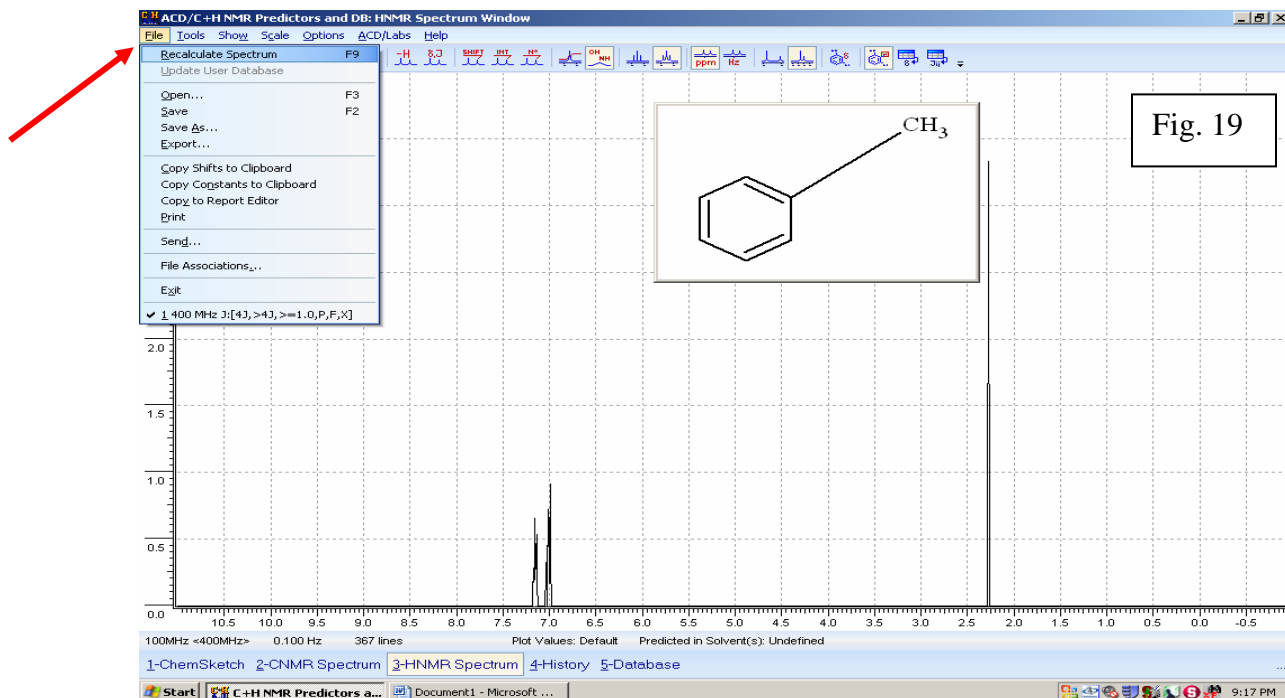 C H ACD/C+H NMR Predictors and DB: HNMR Spectrum Window
File Tools Show Scale Options ACD/Labs Help
-H δ.J SHIFT INT Nº OH NH ppm Hz
Recalculate Spectrum F9
Update User Database
Open... F3
Save F2
Save As...
Export...
Copy Shifts to Clipboard
Copy Constants to Clipboard
Copy to Report Editor
Print
Send...
File Associations...
Exit
✔ 1 400 MHz J:[4J,>4J,>=1.0,P,F,X]
CH3
Fig. 19
2.0
1.5
1.0
0.5
0.0
10.5 10.0 9.5 9.0 8.5 8.0 7.5 7.0 6.5 6.0 5.5 5.0 4.5 4.0 3.5 3.0 2.5 2.0 1.5 1.0 0.5 0.0 -0.5
100MHz <400MHz> 0.100 Hz 367 lines Plot Values: Default Predicted in Solvent(s): Undefined
1-ChemSketch 2-CNMR Spectrum 3-HNMR Spectrum 4-History 5-Database
Start C+H NMR Predictors a... Document1 - Microsoft ... 9:17 PM